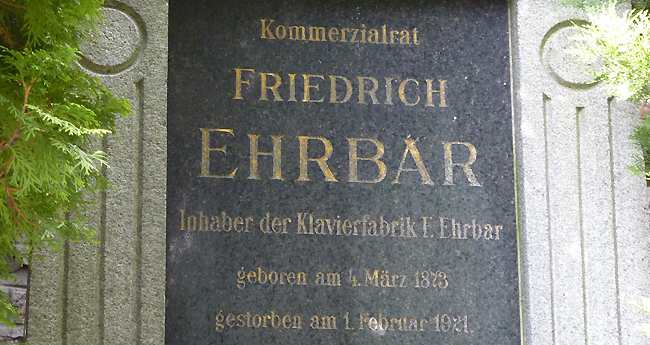 Kommerzialrat
FRIEDRICH
EHRBAR
Inhaber der Klavierfabrik F. Ehrbar
geboren am 4. März 1873
gestorben am 1. Februar 1921.